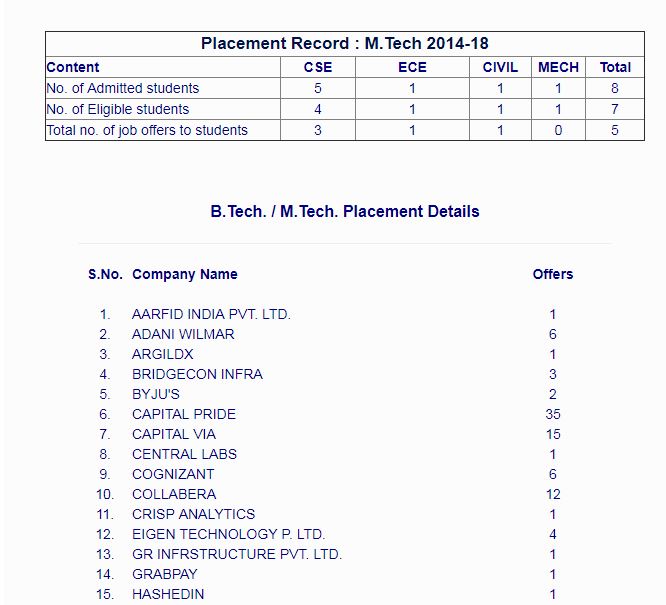 Placement Record : M.Tech 2014-18
Content CSE ECE CIVIL MECH Total
No. of Admitted students 5 1 1 1 8
No. of Eligible students 4 1 1 1 7
Total no. of job offers to students 3 1 1 0 5
B.Tech. / M.Tech. Placement Details
S.No. Company Name Offers
1. AARFID INDIA PVT. LTD. 1
2. ADANI WILMAR 6
3. ARGILDX 1
4. BRIDGECON INFRA 3
5. BYJU'S 2
6. CAPITAL PRIDE 35
7. CAPITAL VIA 15
8. CENTRAL LABS 1
9. COGNIZANT 6
10. COLLABERA 12
11. CRISP ANALYTICS 1
12. EIGEN TECHNOLOGY P. LTD. 4
13. GR INFRSTRUCTURE PVT. LTD. 1
14. GRABPAY 1
15. HASHEDIN 1